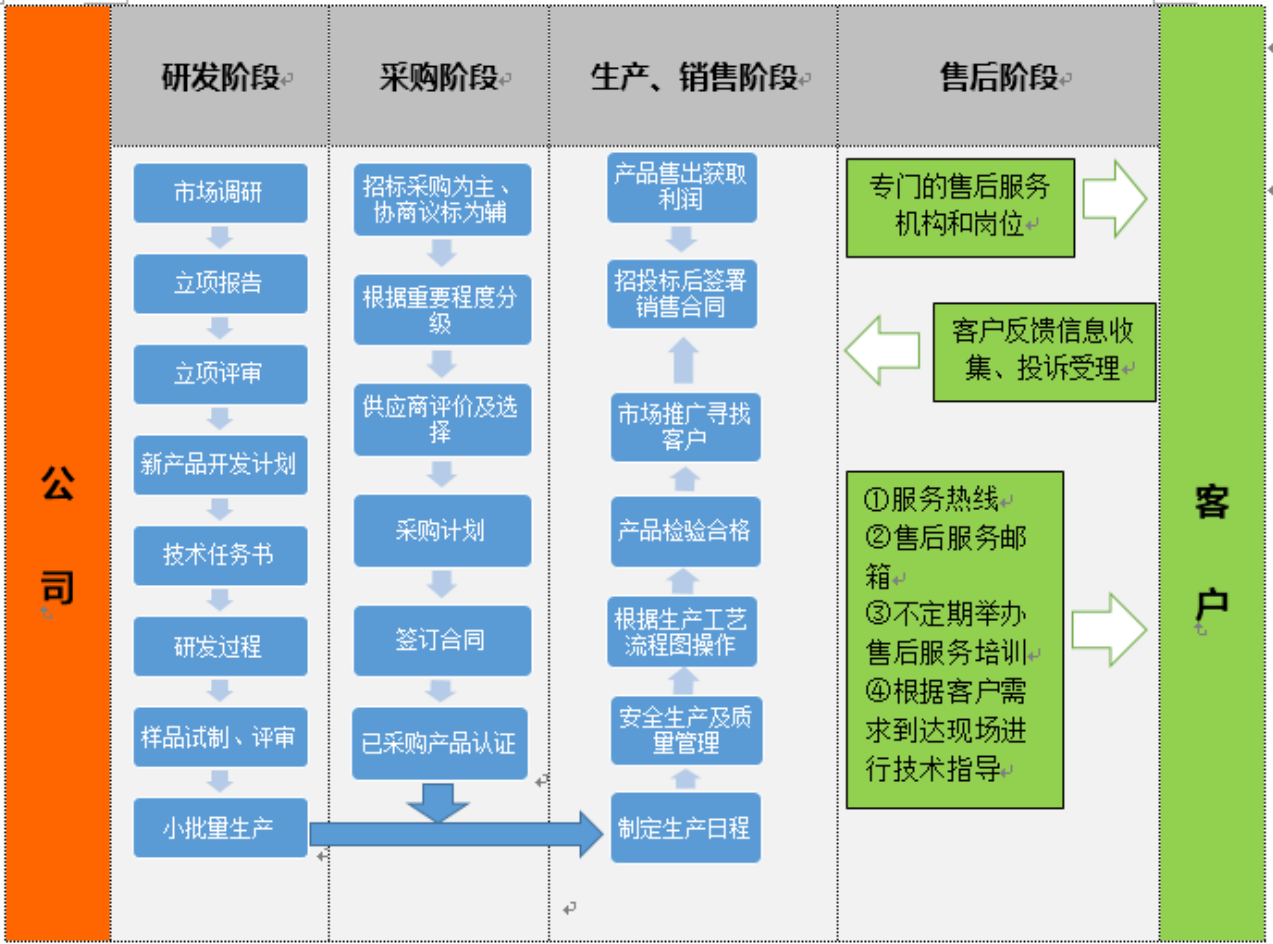 公
司
研发阶段
市场调研
立项报告
立项评审
新产品开发计划
技术任务书
研发过程
样品试制、评审
小批量生产
采购阶段
招标采购为主、
协商议标为辅
根据重要程度分
级
供应商评价及选
择
采购计划
签订合同
已采购产品认证
生产、销售阶段
产品售出获取
利润
招投标后签署
销售合同
市场推广寻找
客户
产品检验合格
根据生产工艺
流程图操作
安全生产及质
量管理
制定生产日程
售后阶段
专门的售后服务
机构和岗位
客户反馈信息收
集、投诉受理
①服务热线
②售后服务邮
箱
③不定期举办
售后服务培训
④根据客户需
求到达现场进
行技术指导
客
户